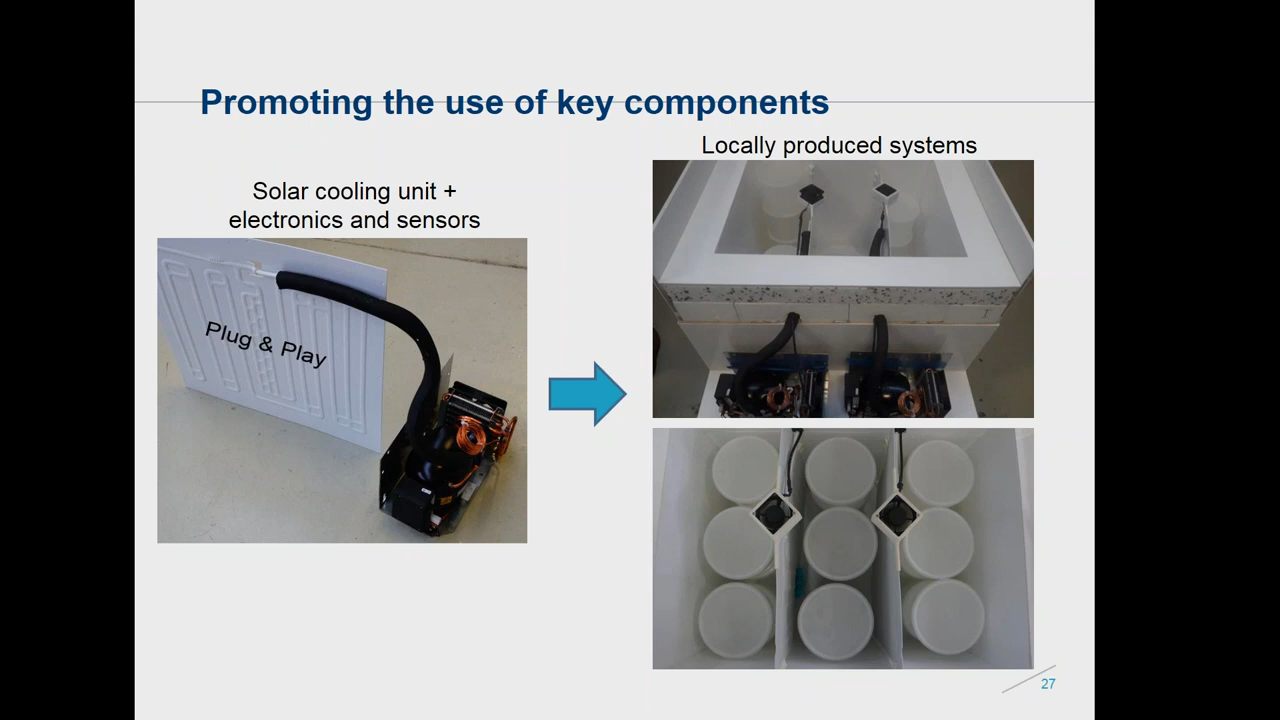 Promoting the use of key components
Solar cooling unit +
electronics and sensors
Plug & Play
Locally produced systems
27